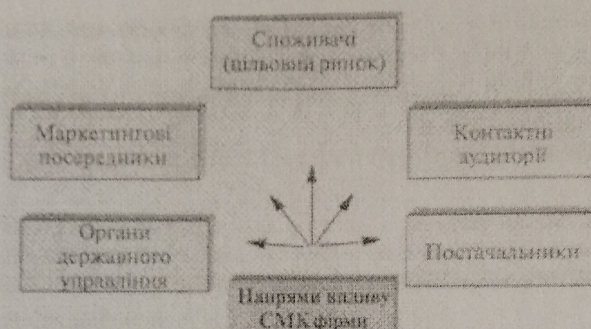 Споживачі
(цільовий ринок)
Маркетингові
посередники
Контактні
аудиторії
Органи
державного
управління
Постачальники
Напрями впливу
СМК фірми